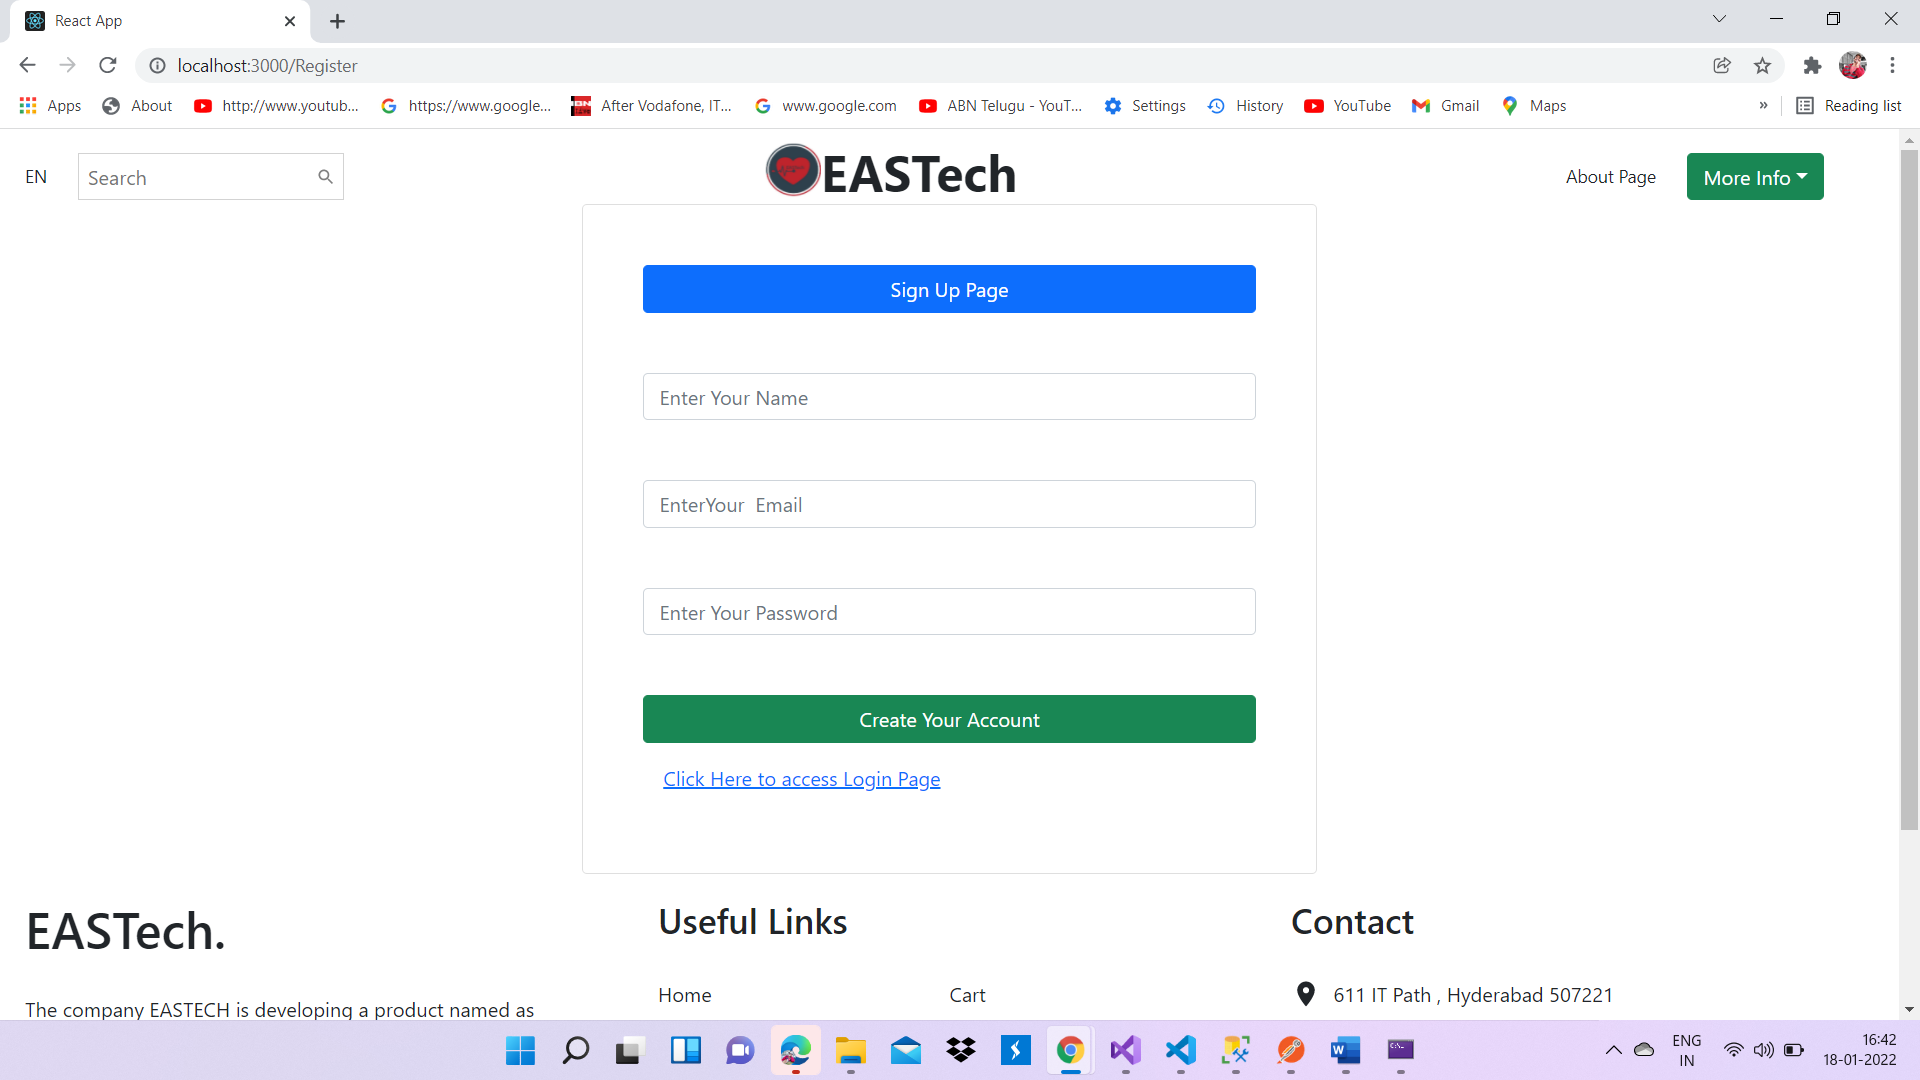 React App
localhost:3000/Register
Apps About http://www.youtub... https://www.google... After Vodafone, IT... www.google.com ABN Telugu - YouT... Settings History YouTube Gmail Maps » Reading list
EN Search EASTech About Page More Info
Sign Up Page
Enter Your Name
EnterYour  Email
Enter Your Password
Create Your Account
Click Here to access Login Page
EASTech. Useful Links Contact
Home Cart 611 IT Path , Hyderabad 507221
The company EASTECH is developing a product named as
ENG 16:42
IN 18-01-2022